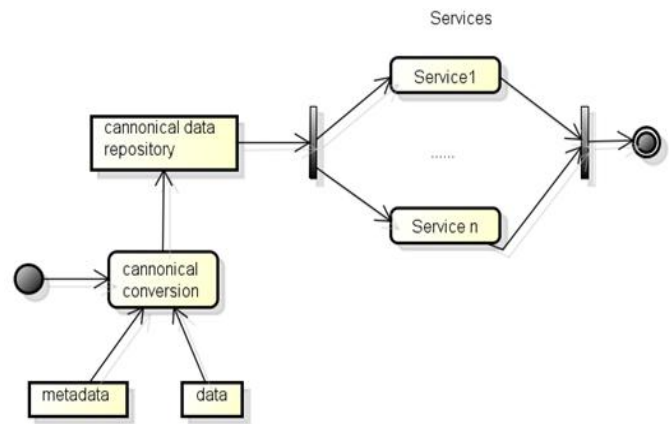 Services
Service1
cannonical data
repository
......
Service n
cannonical
conversion
metadata
data